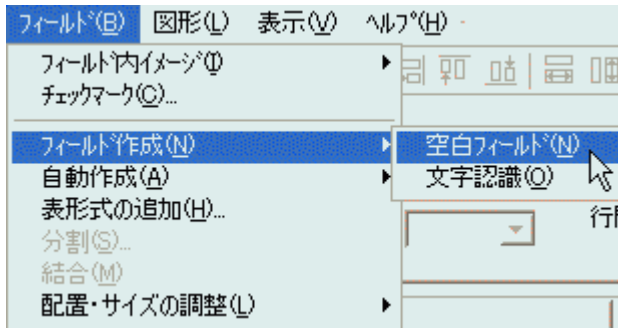 ﾌｨｰﾙﾄﾞ(B) 図形(L) 表示(V) ﾍﾙﾌﾟ(H)
ﾌｨｰﾙﾄﾞ内ｲﾒｰｼﾞ(I)
ﾁｪｯｸﾏｰｸ(C)...
ﾌｨｰﾙﾄﾞ作成(N) 空白ﾌｨｰﾙﾄﾞ(N)
自動作成(A) 文字認識(O)
表形式の追加(H)...
分割(S)...
結合(M)
配置・サイズの調整(L)